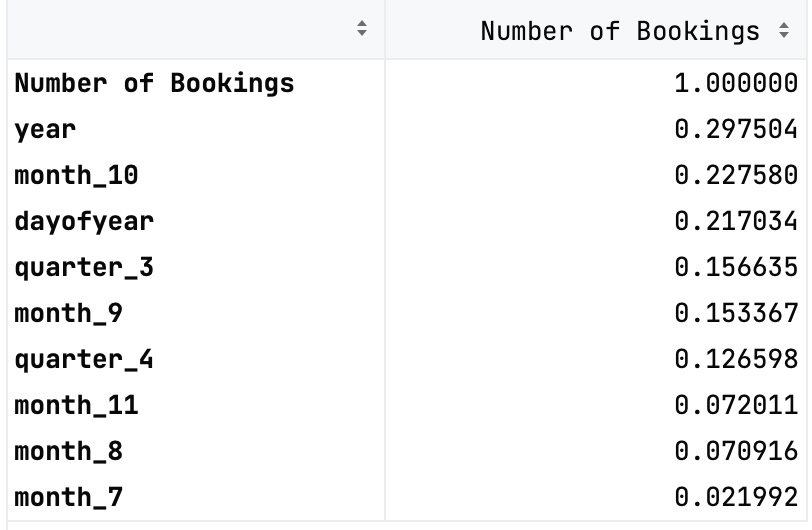 Number of Bookings
Number of Bookings 1.000000
year 0.297504
month_10 0.227580
dayofyear 0.217034
quarter_3 0.156635
month_9 0.153367
quarter_4 0.126598
month_11 0.072011
month_8 0.070916
month_7 0.021992